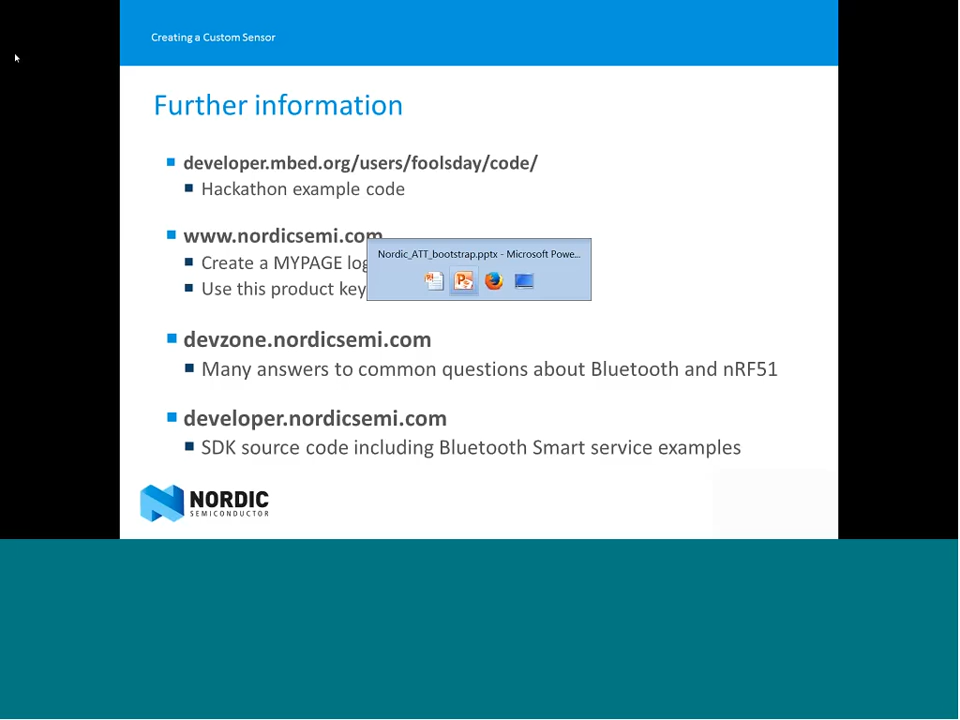 Creating a Custom Sensor
Further information
developer.mbed.org/users/foolsday/code/
Hackathon example code
www.nordicsemi.com
Nordic_ATT_bootstrap.pptx - Microsoft Powe...
Create a MYPAGE
Use this product key
devzone.nordicsemi.com
Many answers to common questions about Bluetooth and nRF51
developer.nordicsemi.com
SDK source code including Bluetooth Smart service examples
NORDIC
SEMICONDUCTOR